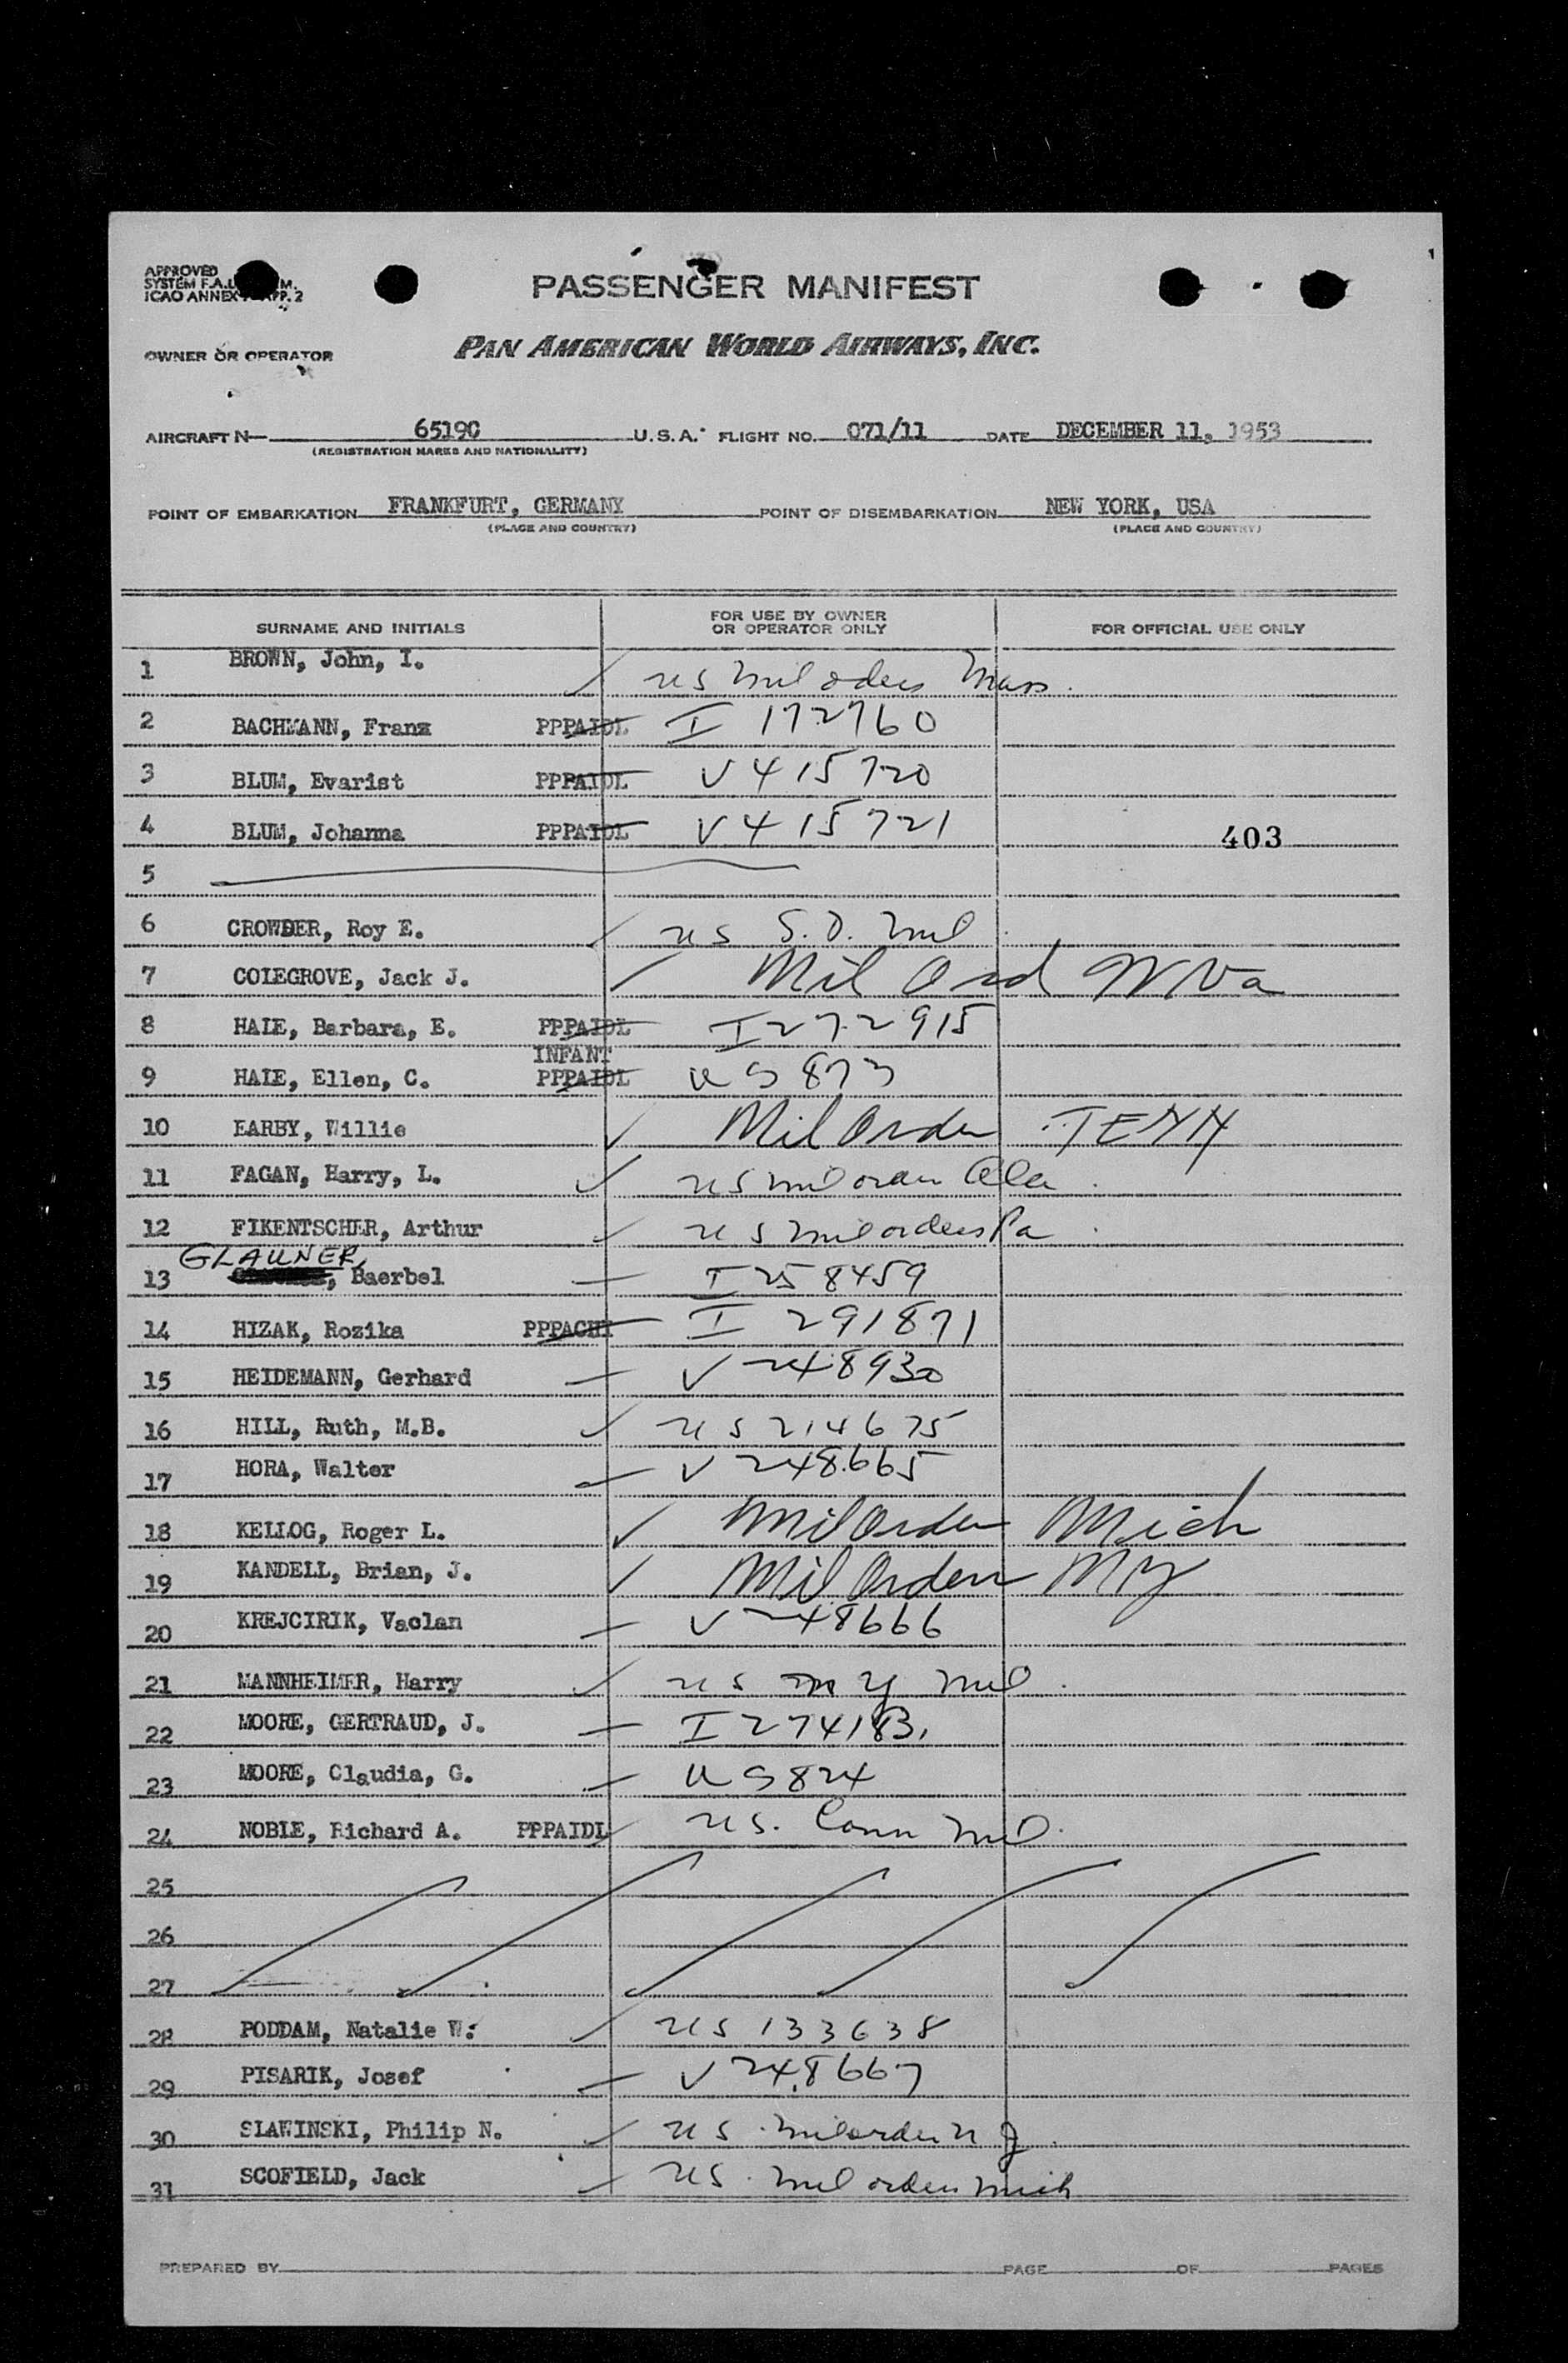 APPROVED
SYSTEM F.A.L. M.
ICAO ANNEX APP. 2
PASSENGER MANIFEST
OWNER OR OPERATOR PAN AMERICAN WORLD AIRWAYS, INC.
AIRCRAFT N— 65190 U.S.A. FLIGHT NO. 071/11 DATE DECEMBER 11, 1953
(REGISTRATION MARKS AND NATIONALITY)
POINT OF EMBARKATION FRANKFURT, GERMANY POINT OF DISEMBARKATION NEW YORK, USA
(PLACE AND COUNTRY) (PLACE AND COUNTRY)
SURNAME AND INITIALS FOR USE BY OWNER OR OPERATOR ONLY FOR OFFICIAL USE ONLY
1 BROWN, John, I. us mil orders Mass.
2 BACHMANN, Franz PPPAIDL I 172760
3 BLUM, Evarist PPPAIDL V415720
4 BLUM, Johanna PPPAIDL V415721 403
5
6 CROWDER, Roy E. us S.D. mil
7 COLEGROVE, Jack J. Mil Ord W Va
8 HALE, Barbara, E. PPPAIDL I272915
INFANT
9 HALE, Ellen, C. PPPAIDL US 873
10 EARBY, Willie Mil Order TENN
11 FAGAN, Harry, L. us mil order Ala.
12 FIKENTSCHER, Arthur us mil orders Pa.
GLAUNER,
13 , Baerbel I 258459
14 HIZAK, Rozika PPPACHI I 291871
15 HEIDEMANN, Gerhard V 248930
16 HILL, Ruth, M.B. us 214675
17 HORA, Walter V 248665
18 KELLOG, Roger L. Mil Order Mich
19 KANDELL, Brian, J. Mil Order NY
20 KREJCIRIK, Vaclan V 248666
21 MANNHEIMER, Harry us ny mil.
22 MOORE, GERTRAUD, J. I 274183
23 MOORE, Claudia, G. US 824
24 NOBLE, Richard A. PPPAIDL us. Conn mil.
25
26
27
28 PODDAM, Natalie W. us 133638
29 PISARIK, Josef V 248667
30 SLAWINSKI, Philip N. us mil order n J.
31 SCOFIELD, Jack us. mil orders mich
PREPARED BY PAGE OF PAGES